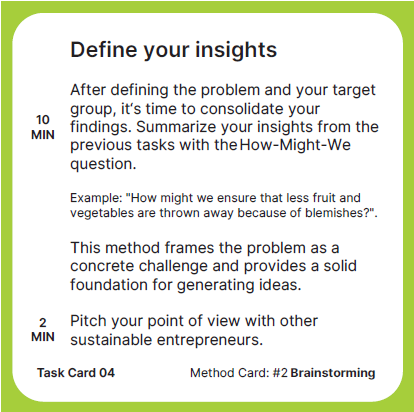 Define your insights
After defining the problem and your target
group, it‘s time to consolidate your
findings. Summarize your insights from the
previous tasks with the How-Might-We
question.
10
MIN
Example: "How might we ensure that less fruit and
vegetables are thrown away because of blemishes?".
This method frames the problem as a
concrete challenge and provides a solid
foundation for generating ideas.
2
MIN
Pitch your point of view with other
sustainable entrepreneurs.
Task Card 04
Method Card: #2 Brainstorming